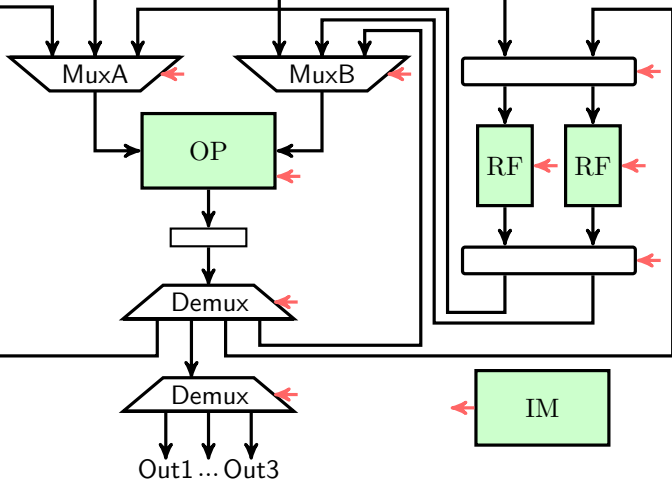 MuxA
MuxB
OP
RF
RF
Demux
Demux
IM
Out1 ... Out3